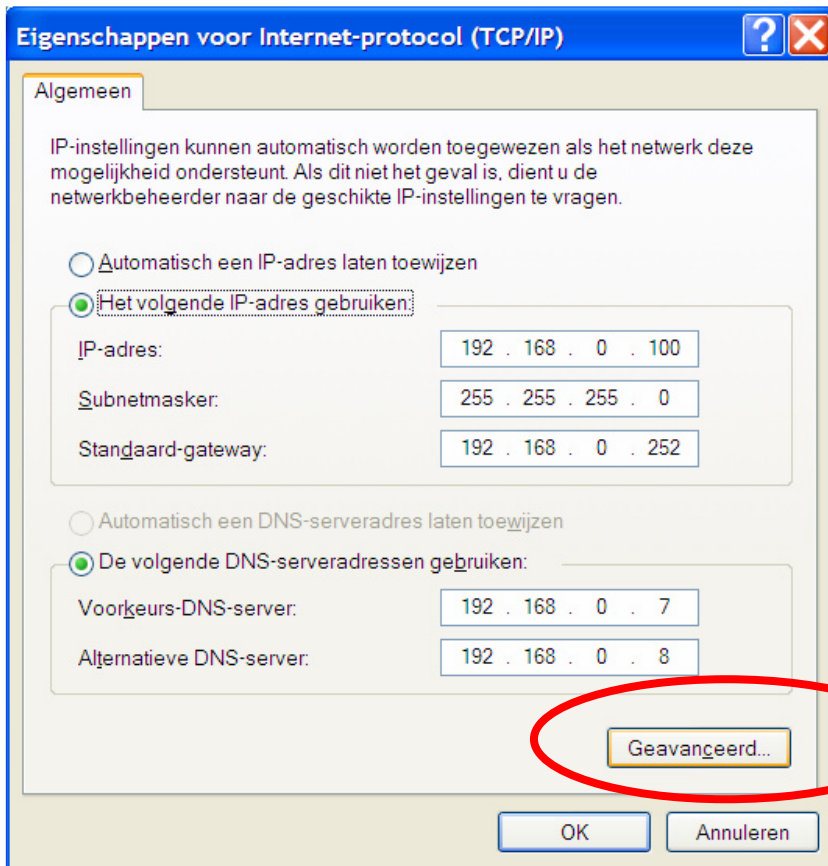 Eigenschappen voor Internet-protocol (TCP/IP)
Algemeen
IP-instellingen kunnen automatisch worden toegewezen als het netwerk deze
mogelijkheid ondersteunt. Als dit niet het geval is, dient u de
netwerkbeheerder naar de geschikte IP-instellingen te vragen.
Automatisch een IP-adres laten toewijzen
Het volgende IP-adres gebruiken:
IP-adres: 192 . 168 . 0 . 100
Subnetmasker: 255 . 255 . 255 . 0
Standaard-gateway: 192 . 168 . 0 . 252
Automatisch een DNS-serveradres laten toewijzen
De volgende DNS-serveradressen gebruiken:
Voorkeurs-DNS-server: 192 . 168 . 0 . 7
Alternatieve DNS-server: 192 . 168 . 0 . 8
Geavanceerd...
OK Annuleren